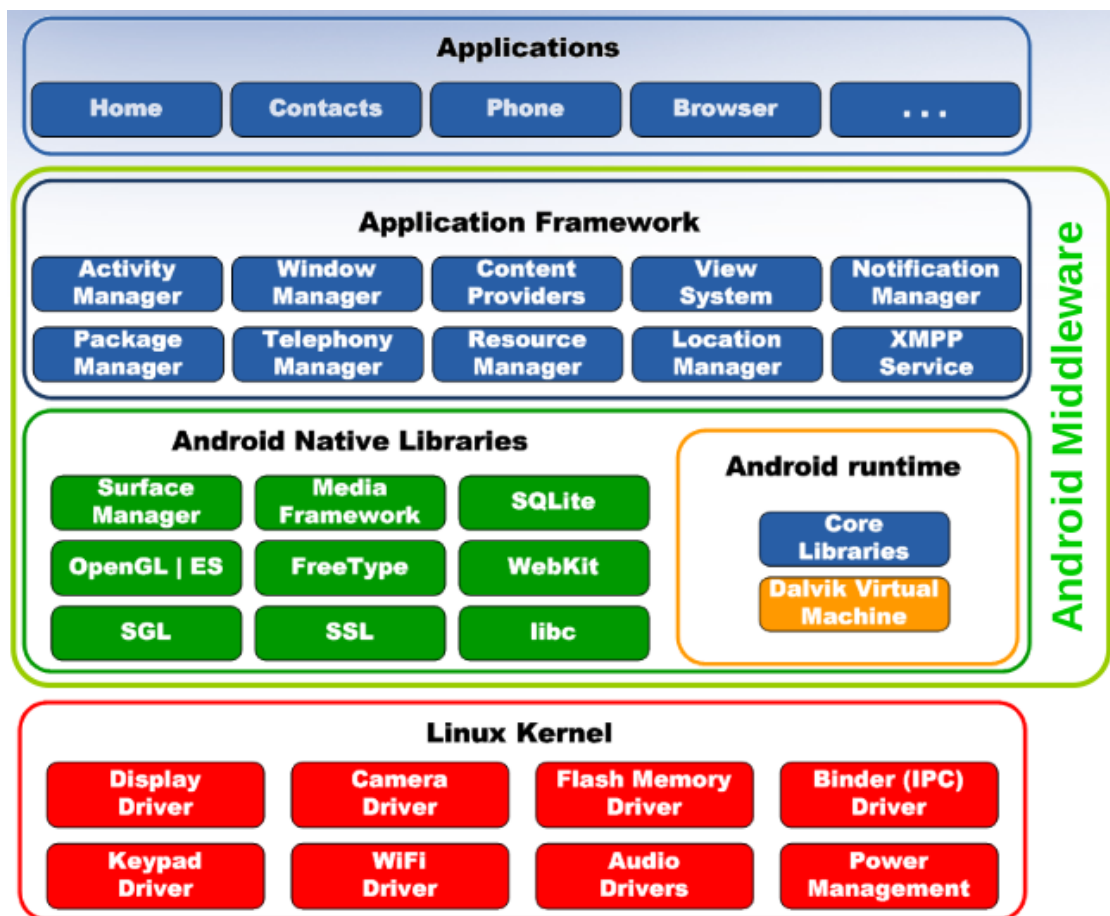 Applications
Home
Contacts
Phone
Browser
...
Application Framework
Activity
Manager
Window
Manager
Content
Providers
View
System
Notification
Manager
Package
Manager
Telephony
Manager
Resource
Manager
Location
Manager
XMPP
Service
Android Native Libraries
Surface
Manager
Media
Framework
SQLite
OpenGL | ES
FreeType
WebKit
SGL
SSL
libc
Android runtime
Core
Libraries
Dalvik Virtual
Machine
Android Middleware
Linux Kernel
Display
Driver
Camera
Driver
Flash Memory
Driver
Binder (IPC)
Driver
Keypad
Driver
WiFi
Driver
Audio
Drivers
Power
Management